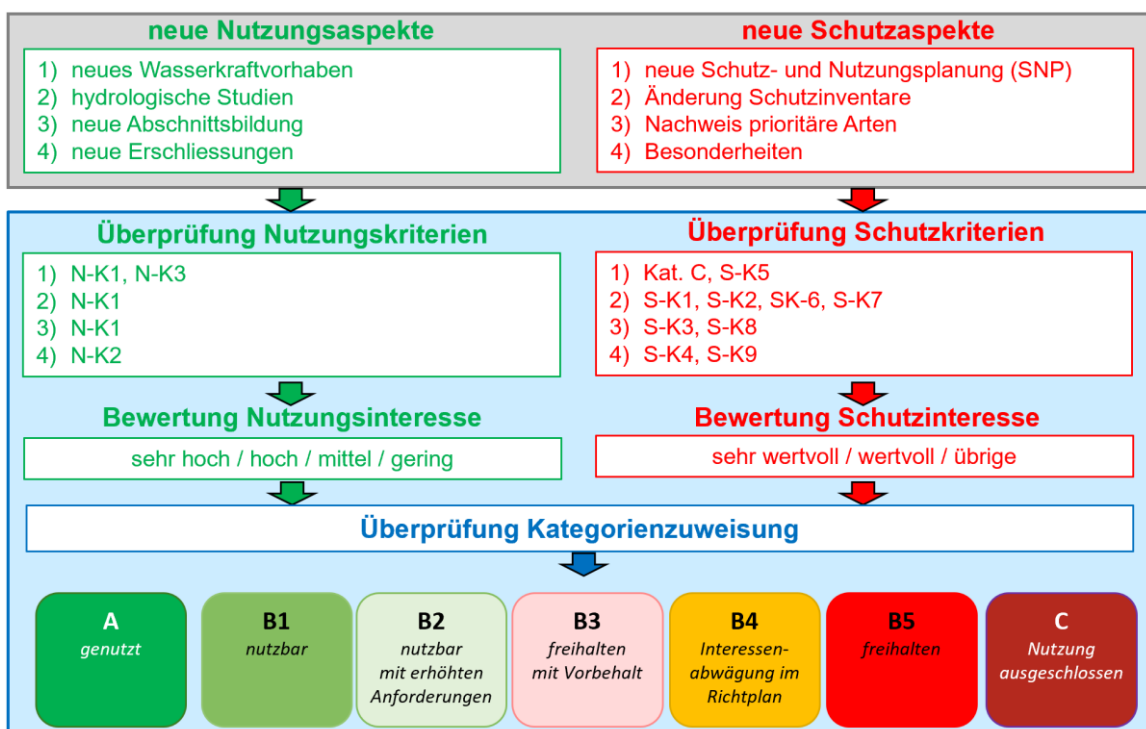 neue Nutzungsaspekte
1) neues Wasserkraftvorhaben
2) hydrologische Studien
3) neue Abschnittsbildung
4) neue Erschliessungen
neue Schutzaspekte
1) neue Schutz- und Nutzungsplanung (SNP)
2) Änderung Schutzinventare
3) Nachweis prioritäre Arten
4) Besonderheiten
Überprüfung Nutzungskriterien
1) N-K1, N-K3
2) N-K1
3) N-K1
4) N-K2
Überprüfung Schutzkriterien
1) Kat. C, S-K5
2) S-K1, S-K2, SK-6, S-K7
3) S-K3, S-K8
4) S-K4, S-K9
Bewertung Nutzungsinteresse
sehr hoch / hoch / mittel / gering
Bewertung Schutzinteresse
sehr wertvoll / wertvoll / übrige
Überprüfung Kategorienzuweisung
A
genutzt
B1
nutzbar
B2
nutzbar
mit erhöhten
Anforderungen
B3
freihalten
mit Vorbehalt
B4
Interessen-
abwägung im
Richtplan
B5
freihalten
C
Nutzung
ausgeschlossen